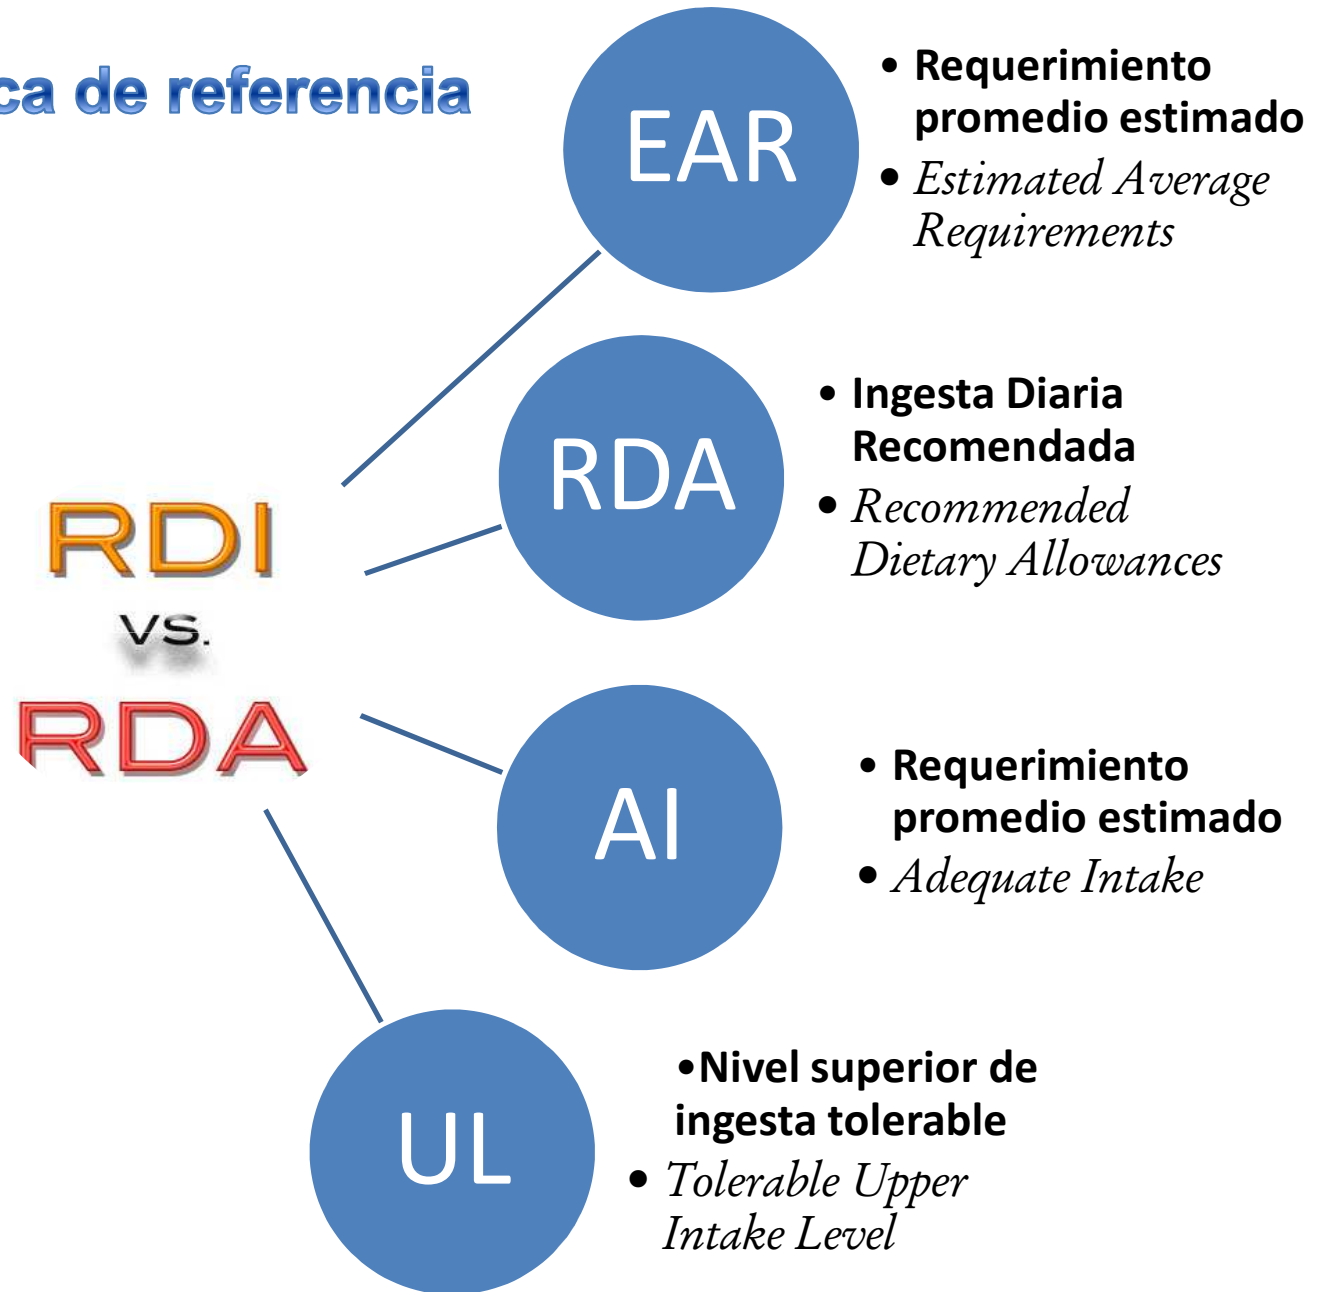 ca de referencia
EAR
• Requerimiento
promedio estimado
• Estimated Average
Requirements
RDA
• Ingesta Diaria
Recomendada
• Recommended
Dietary Allowances
RDI
VS.
RDA
AI
• Requerimiento
promedio estimado
• Adequate Intake
UL
•Nivel superior de
ingesta tolerable
• Tolerable Upper
Intake Level